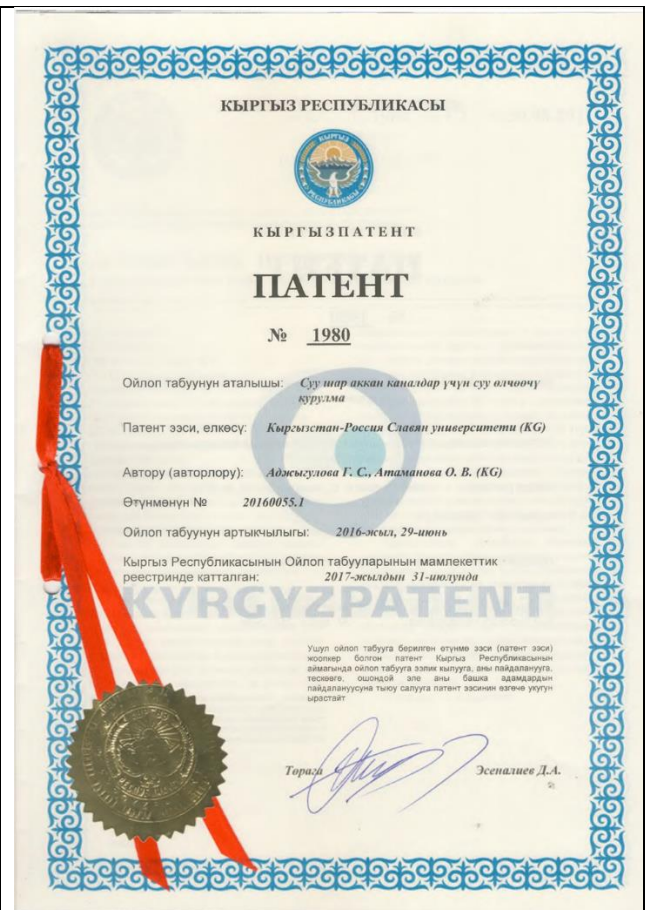 КЫРГЫЗ РЕСПУБЛИКАСЫ
КЫРГЫЗ
РЕСПУБЛИКАСЫ
КЫРГЫЗПАТЕНТ
ПАТЕНТ
№ 1980
Ойлоп табуунун аталышы: Суу шар аккан каналдар үчүн суу өлчөөчү
курулма
Патент ээси, өлкөсү: Кыргызстан-Россия Славян университети (KG)
Автору (авторлору): Аджыгулова Г. С., Атаманова О. В. (KG)
Өтүнмөнүн № 20160055.1
Ойлоп табуунун артыкчылыгы: 2016-жыл, 29-июнь
Кыргыз Республикасынын Ойлоп табууларынын мамлекеттик
реестринде катталган: 2017-жылдын 31-июлунда
KYRGYZPATENT
Ушул ойлоп табууга берилген өтүнмө ээси (патент ээси)
жоопкер болгон патент Кыргыз Республикасынын
аймагында ойлоп табууга ээлик кылууга, аны пайдаланууга,
тескөөгө, ошондой эле аны башка адамдардын
пайдалануусуна тыюу салууга патент ээсинин өзгөчө укугун
ырастайт
Төрага Эсеналиев Д.А.